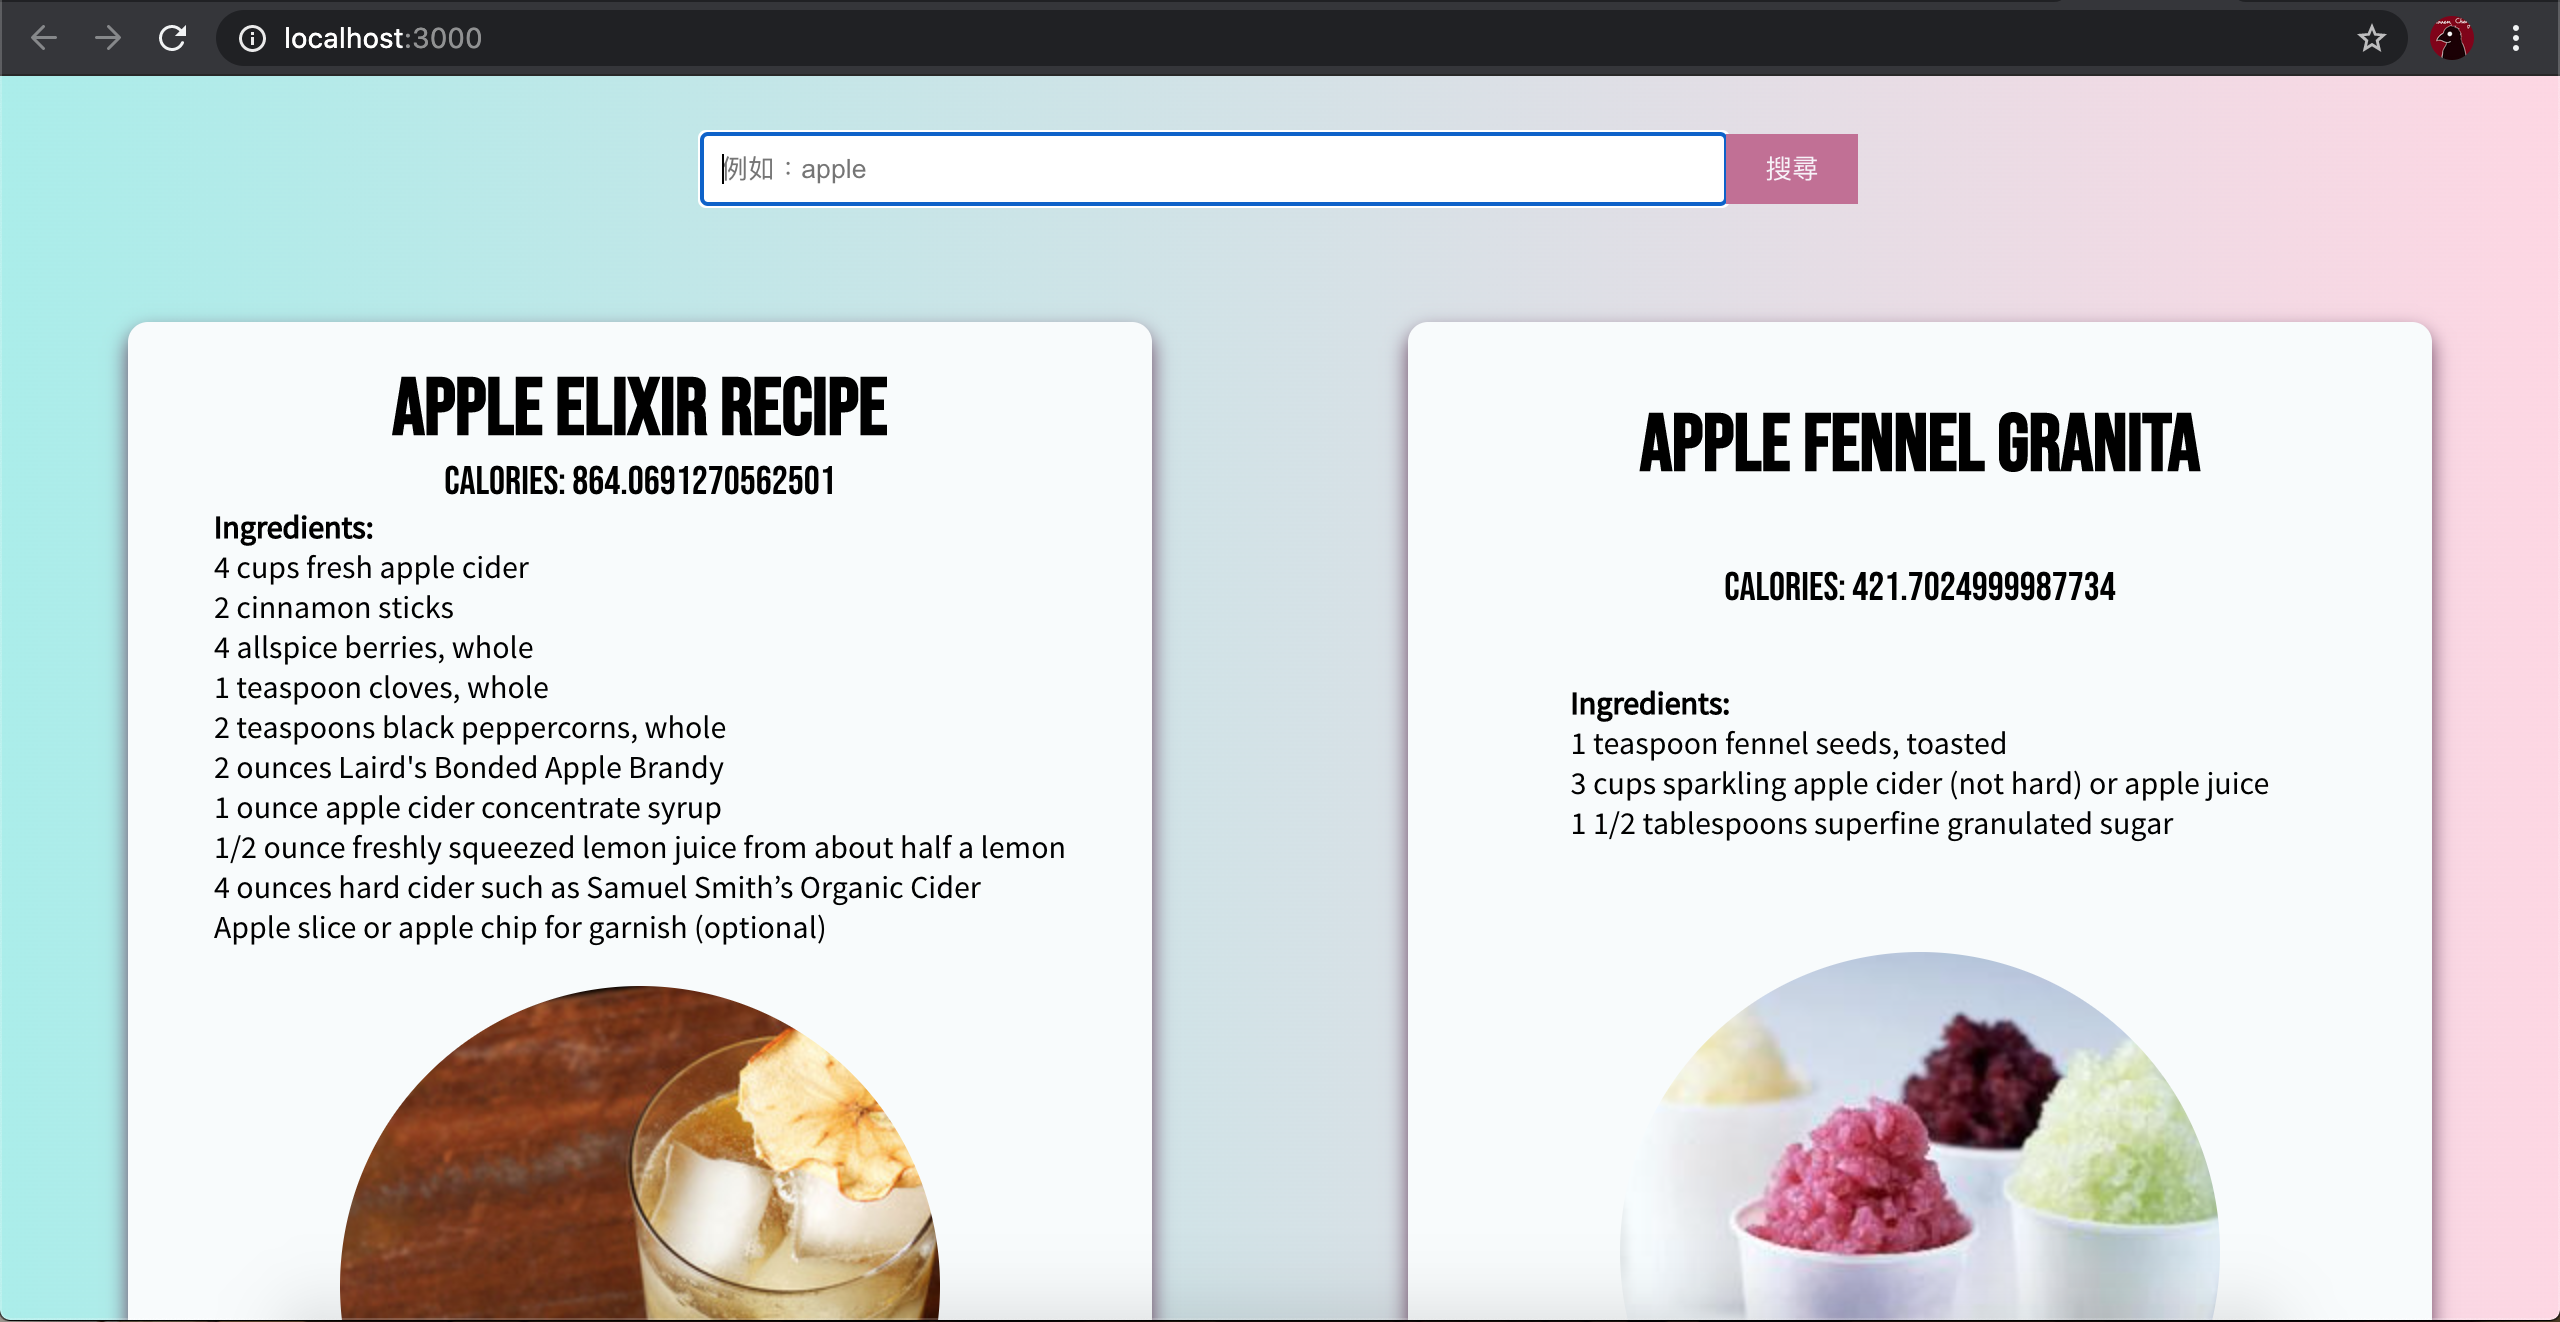 localhost:3000
例如：apple
搜尋
APPLE ELIXIR RECIPE
CALORIES: 864.0691270562501
Ingredients:
4 cups fresh apple cider
2 cinnamon sticks
4 allspice berries, whole
1 teaspoon cloves, whole
2 teaspoons black peppercorns, whole
2 ounces Laird's Bonded Apple Brandy
1 ounce apple cider concentrate syrup
1/2 ounce freshly squeezed lemon juice from about half a lemon
4 ounces hard cider such as Samuel Smith’s Organic Cider
Apple slice or apple chip for garnish (optional)
APPLE FENNEL GRANITA
CALORIES: 421.7024999987734
Ingredients:
1 teaspoon fennel seeds, toasted
3 cups sparkling apple cider (not hard) or apple juice
1 1/2 tablespoons superfine granulated sugar